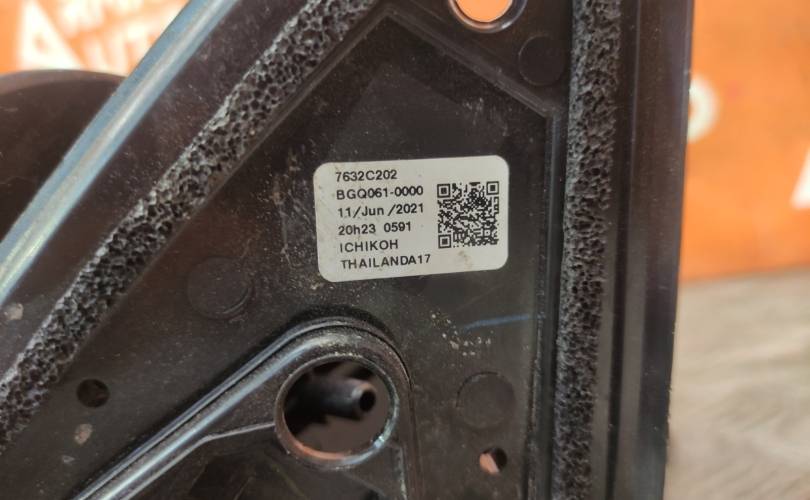 7632C202
BGQ061-0000
11/Jun/2021
20h23 0591
ICHIKOH
THAILANDA17